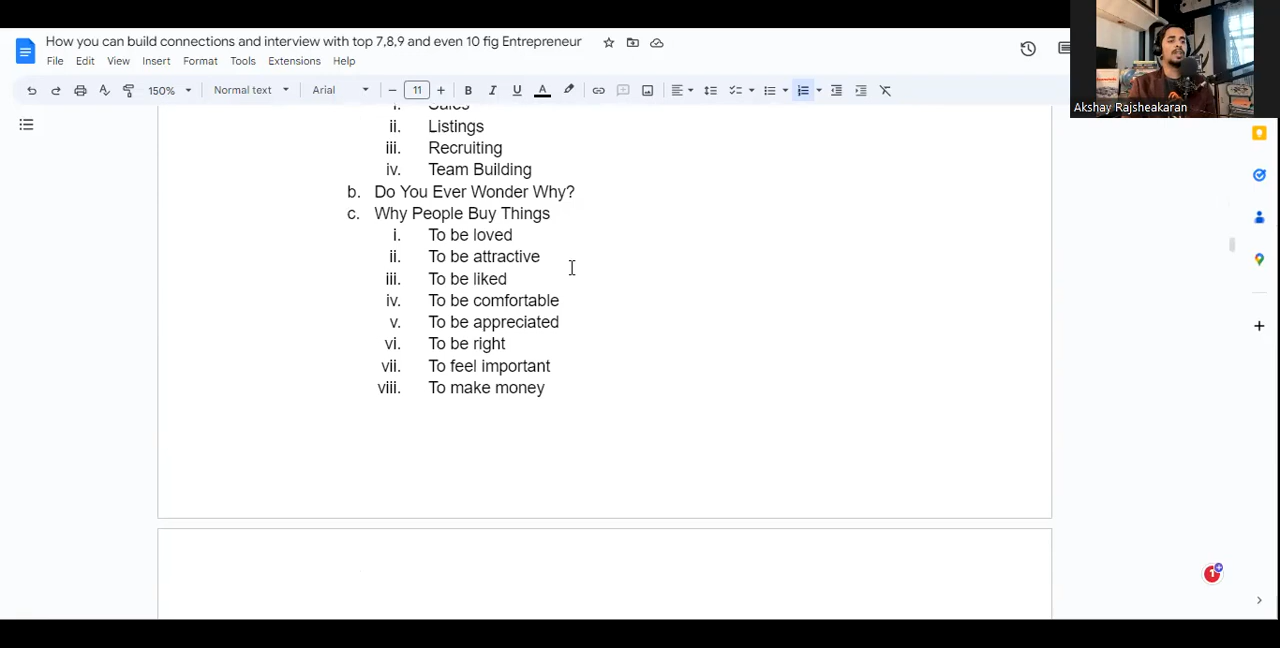 How you can build connections and interview with top 7,8,9 and even 10 fig Entrepreneur
File Edit View Insert Format Tools Extensions Help
150% Normal text Arial 11
Akshay Rajsheakaran
i. Sales
ii. Listings
iii. Recruiting
iv. Team Building
b. Do You Ever Wonder Why?
c. Why People Buy Things
i. To be loved
ii. To be attractive
iii. To be liked
iv. To be comfortable
v. To be appreciated
vi. To be right
vii. To feel important
viii. To make money